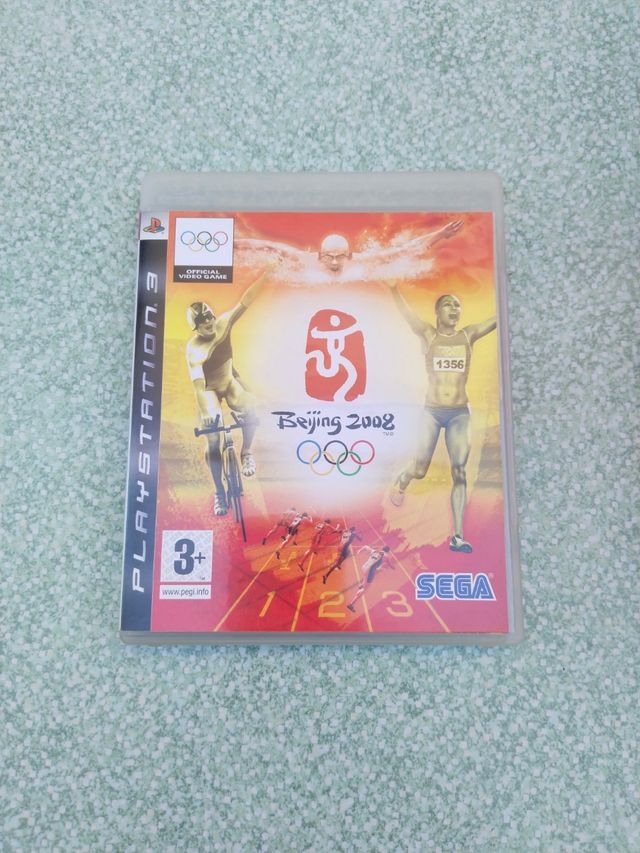 OFFICIAL
VIDEO GAME
PLAYSTATION 3
1356
Beijing 2008
3+
www.pegi.info
1 2 3
SEGA